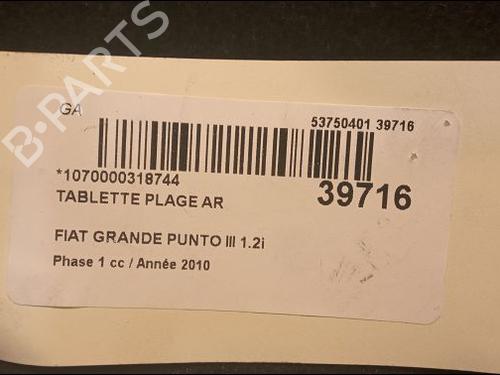 GA
53750401 39716
*1070000318744
39716
TABLETTE PLAGE AR
FIAT GRANDE PUNTO III 1.2i
Phase 1 cc / Année 2010
B-PARTS